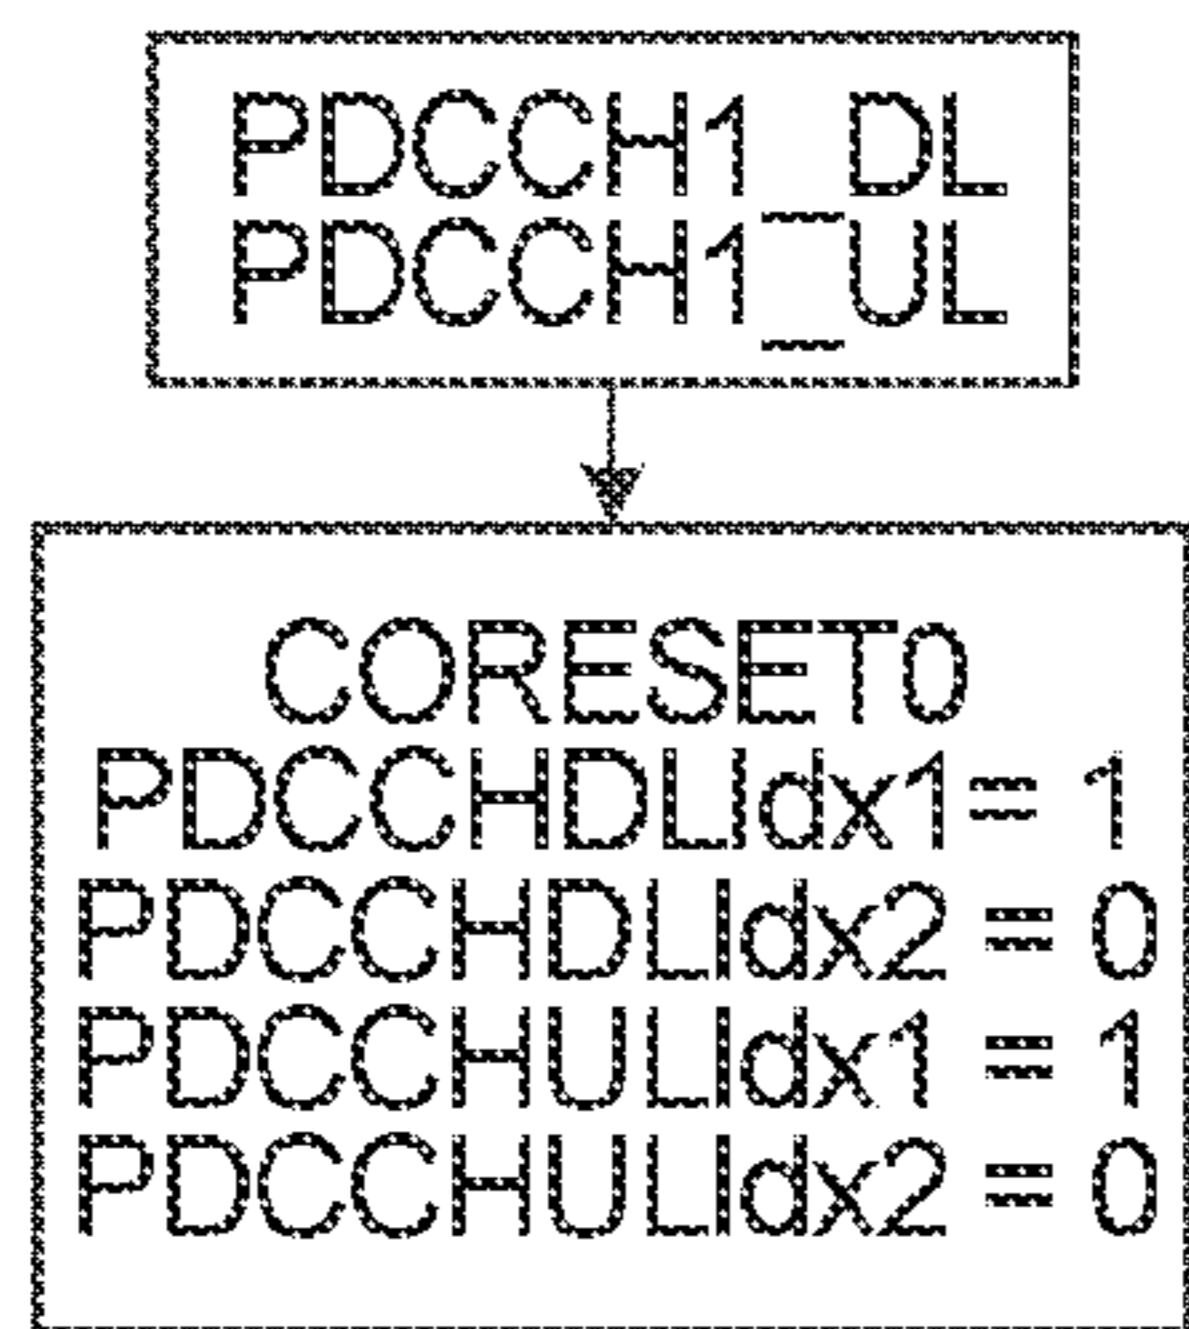 PDCCH1_DL
PDCCH1_UL
CORESET0
PDCCHDLIdx1= 1
PDCCHDLIdx2 = 0
PDCCHULIdx1 = 1
PDCCHULIdx2 = 0